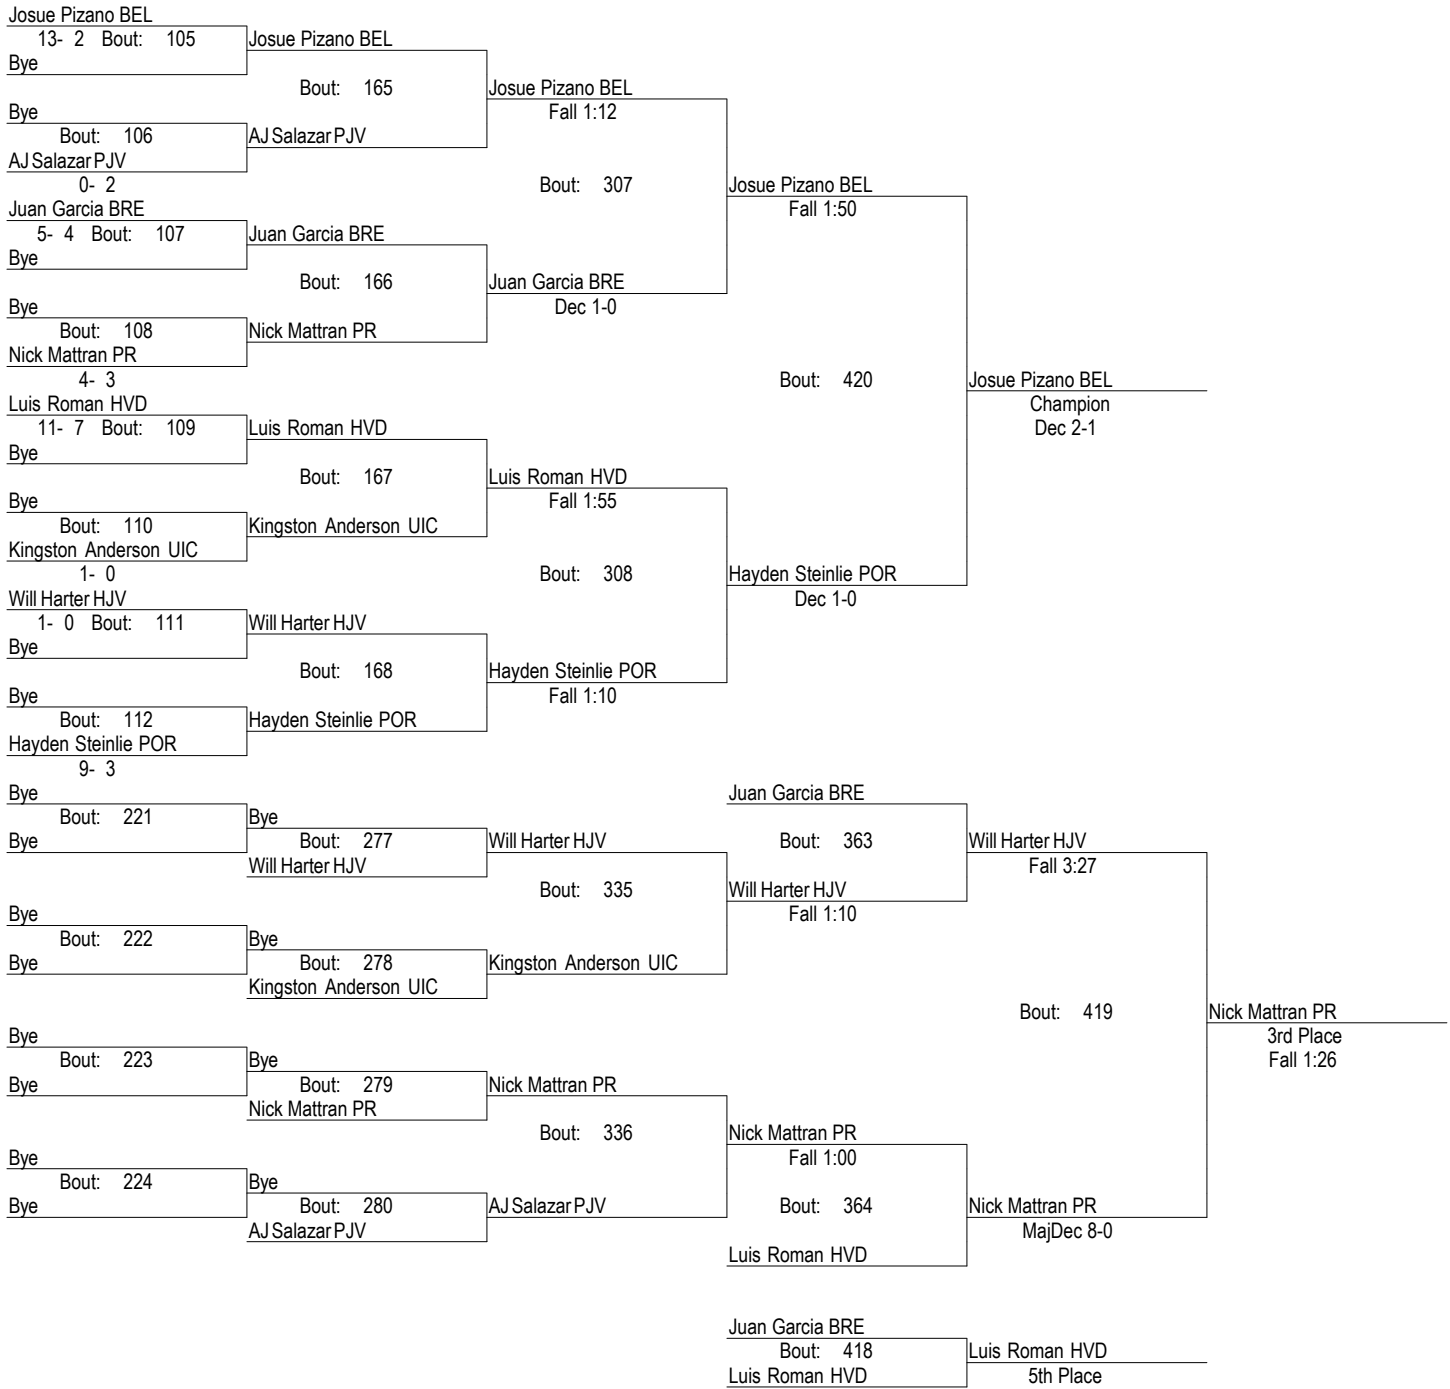 Josue Pizano BEL
13- 2 Bout: 105 Josue Pizano BEL
Bye
Bout: 165 Josue Pizano BEL
Bye Fall 1:12
Bout: 106 AJ Salazar PJV
AJ Salazar PJV
0- 2 Bout: 307 Josue Pizano BEL
Juan Garcia BRE Fall 1:50
5- 4 Bout: 107 Juan Garcia BRE
Bye
Bout: 166 Juan Garcia BRE
Bye Dec 1-0
Bout: 108 Nick Mattran PR
Nick Mattran PR
4- 3 Bout: 420 Josue Pizano BEL
Luis Roman HVD Champion
11- 7 Bout: 109 Luis Roman HVD Dec 2-1
Bye
Bout: 167 Luis Roman HVD
Bye Fall 1:55
Bout: 110 Kingston Anderson UIC
Kingston Anderson UIC
1- 0 Bout: 308 Hayden Steinlie POR
Will Harter HJV Dec 1-0
1- 0 Bout: 111 Will Harter HJV
Bye
Bout: 168 Hayden Steinlie POR
Bye Fall 1:10
Bout: 112 Hayden Steinlie POR
Hayden Steinlie POR
9- 3
Bye Juan Garcia BRE
Bout: 221 Bye
Bye Bout: 277 Will Harter HJV Bout: 363 Will Harter HJV
Will Harter HJV Fall 3:27
Bout: 335 Will Harter HJV
Bye Fall 1:10
Bout: 222 Bye
Bye Bout: 278 Kingston Anderson UIC
Kingston Anderson UIC
Bout: 419 Nick Mattran PR
Bye 3rd Place
Bout: 223 Bye Fall 1:26
Bye Bout: 279 Nick Mattran PR
Nick Mattran PR
Bout: 336 Nick Mattran PR
Bye Fall 1:00
Bout: 224 Bye
Bye Bout: 280 AJ Salazar PJV Bout: 364 Nick Mattran PR
AJ Salazar PJV MajDec 8-0
Luis Roman HVD
Juan Garcia BRE
Bout: 418 Luis Roman HVD
Luis Roman HVD 5th Place